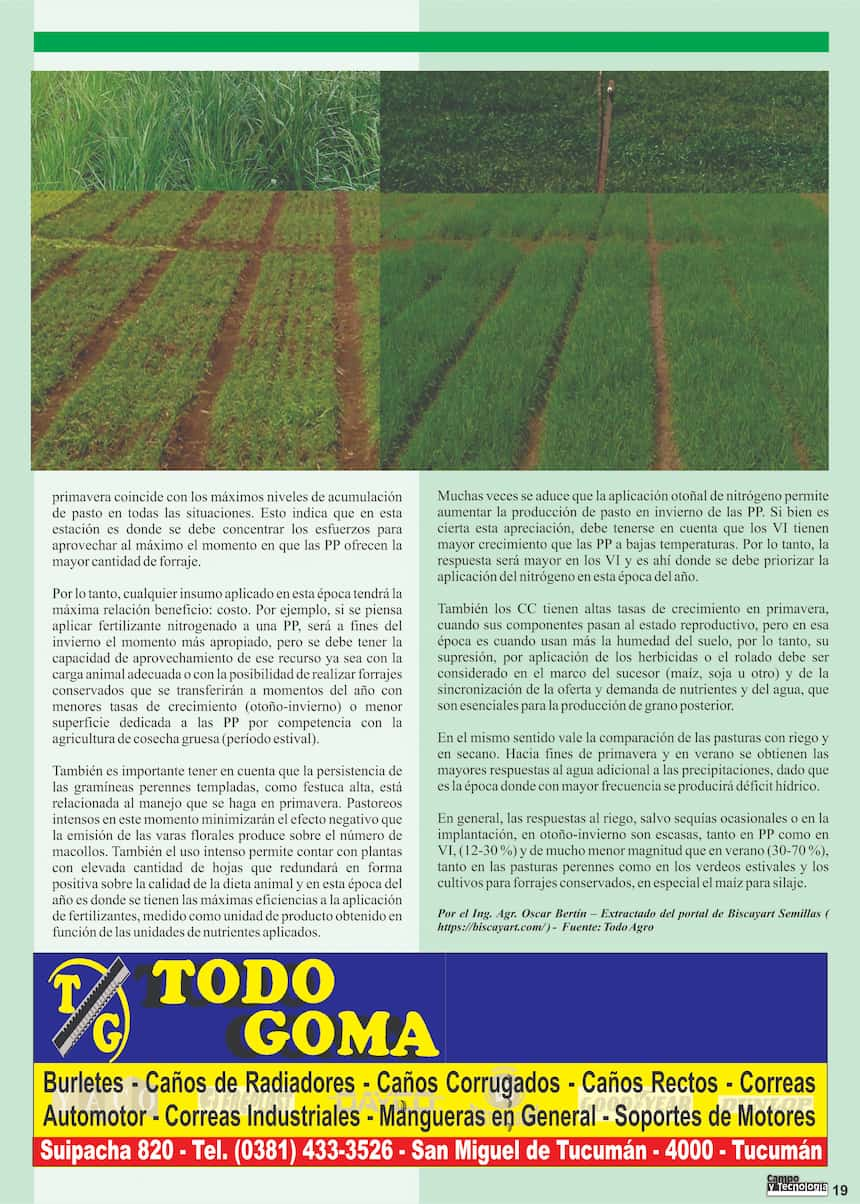 primavera coincide con los máximos niveles de acumulación
de pasto en todas las situaciones. Esto indica que en esta
estación es donde se debe concentrar los esfuerzos para
aprovechar al máximo el momento en que las PP ofrecen la
mayor cantidad de forraje.
Por lo tanto, cualquier insumo aplicado en esta época tendrá la
máxima relación beneficio: costo. Por ejemplo, si se piensa
aplicar fertilizante nitrogenado a una PP, será a fines del
invierno el momento más apropiado, pero se debe tener la
capacidad de aprovechamiento de ese recurso ya sea con la
carga animal adecuada o con la posibilidad de realizar forrajes
conservados que se transferirán a momentos del año con
menores tasas de crecimiento (otoño-invierno) o menor
superficie dedicada a las PP por competencia con la
agricultura de cosecha gruesa (período estival).
También es importante tener en cuenta que la persistencia de
las gramíneas perennes templadas, como festuca alta, está
relacionada al manejo que se haga en primavera. Pastoreos
intensos en este momento minimizarán el efecto negativo que
la emisión de las varas florales produce sobre el número de
macollos. También el uso intenso permite contar con plantas
con elevada cantidad de hojas que redundará en forma
positiva sobre la calidad de la dieta animal y en esta época del
año es donde se tienen las máximas eficiencias a la aplicación
de fertilizantes, medido como unidad de producto obtenido en
función de las unidades de nutrientes aplicados.
Muchas veces se aduce que la aplicación otoñal de nitrógeno permite
aumentar la producción de pasto en invierno de las PP. Si bien es
cierta esta apreciación, debe tenerse en cuenta que los VI tienen
mayor crecimiento que las PP a bajas temperaturas. Por lo tanto, la
respuesta será mayor en los VI y es ahí donde se debe priorizar la
aplicación del nitrógeno en esta época del año.
También los CC tienen altas tasas de crecimiento en primavera,
cuando sus componentes pasan al estado reproductivo, pero en esa
época es cuando usan más la humedad del suelo, por lo tanto, su
supresión, por aplicación de los herbicidas o el rolado debe ser
considerado en el marco del sucesor (maíz, soja u otro) y de la
sincronización de la oferta y demanda de nutrientes y del agua, que
son esenciales para la producción de grano posterior.
En el mismo sentido vale la comparación de las pasturas con riego y
en secano. Hacia fines de primavera y en verano se obtienen las
mayores respuestas al agua adicional a las precipitaciones, dado que
es la época donde con mayor frecuencia se producirá déficit hídrico.
En general, las respuestas al riego, salvo sequías ocasionales o en la
implantación, en otoño-invierno son escasas, tanto en PP como en
VI, (12-30 %) y de mucho menor magnitud que en verano (30-70 %),
tanto en las pasturas perennes como en los verdeos estivales y los
cultivos para forrajes conservados, en especial el maíz para silaje.
Por el Ing. Agr. Oscar Bertín – Extractado del portal de Biscayart Semillas (
https://biscayart.com/ ) - Fuente: Todo Agro
TG
TODO
GOMA
Burletes - Caños de Radiadores - Caños Corrugados - Caños Rectos - Correas
Automotor - Correas Industriales - Mangueras en General - Soportes de Motores
GOODYEAR
DUNLOP
Suipacha 820 - Tel. (0381) 433-3526 - San Miguel de Tucumán - 4000 - Tucumán
Campo
y Tecnología
19